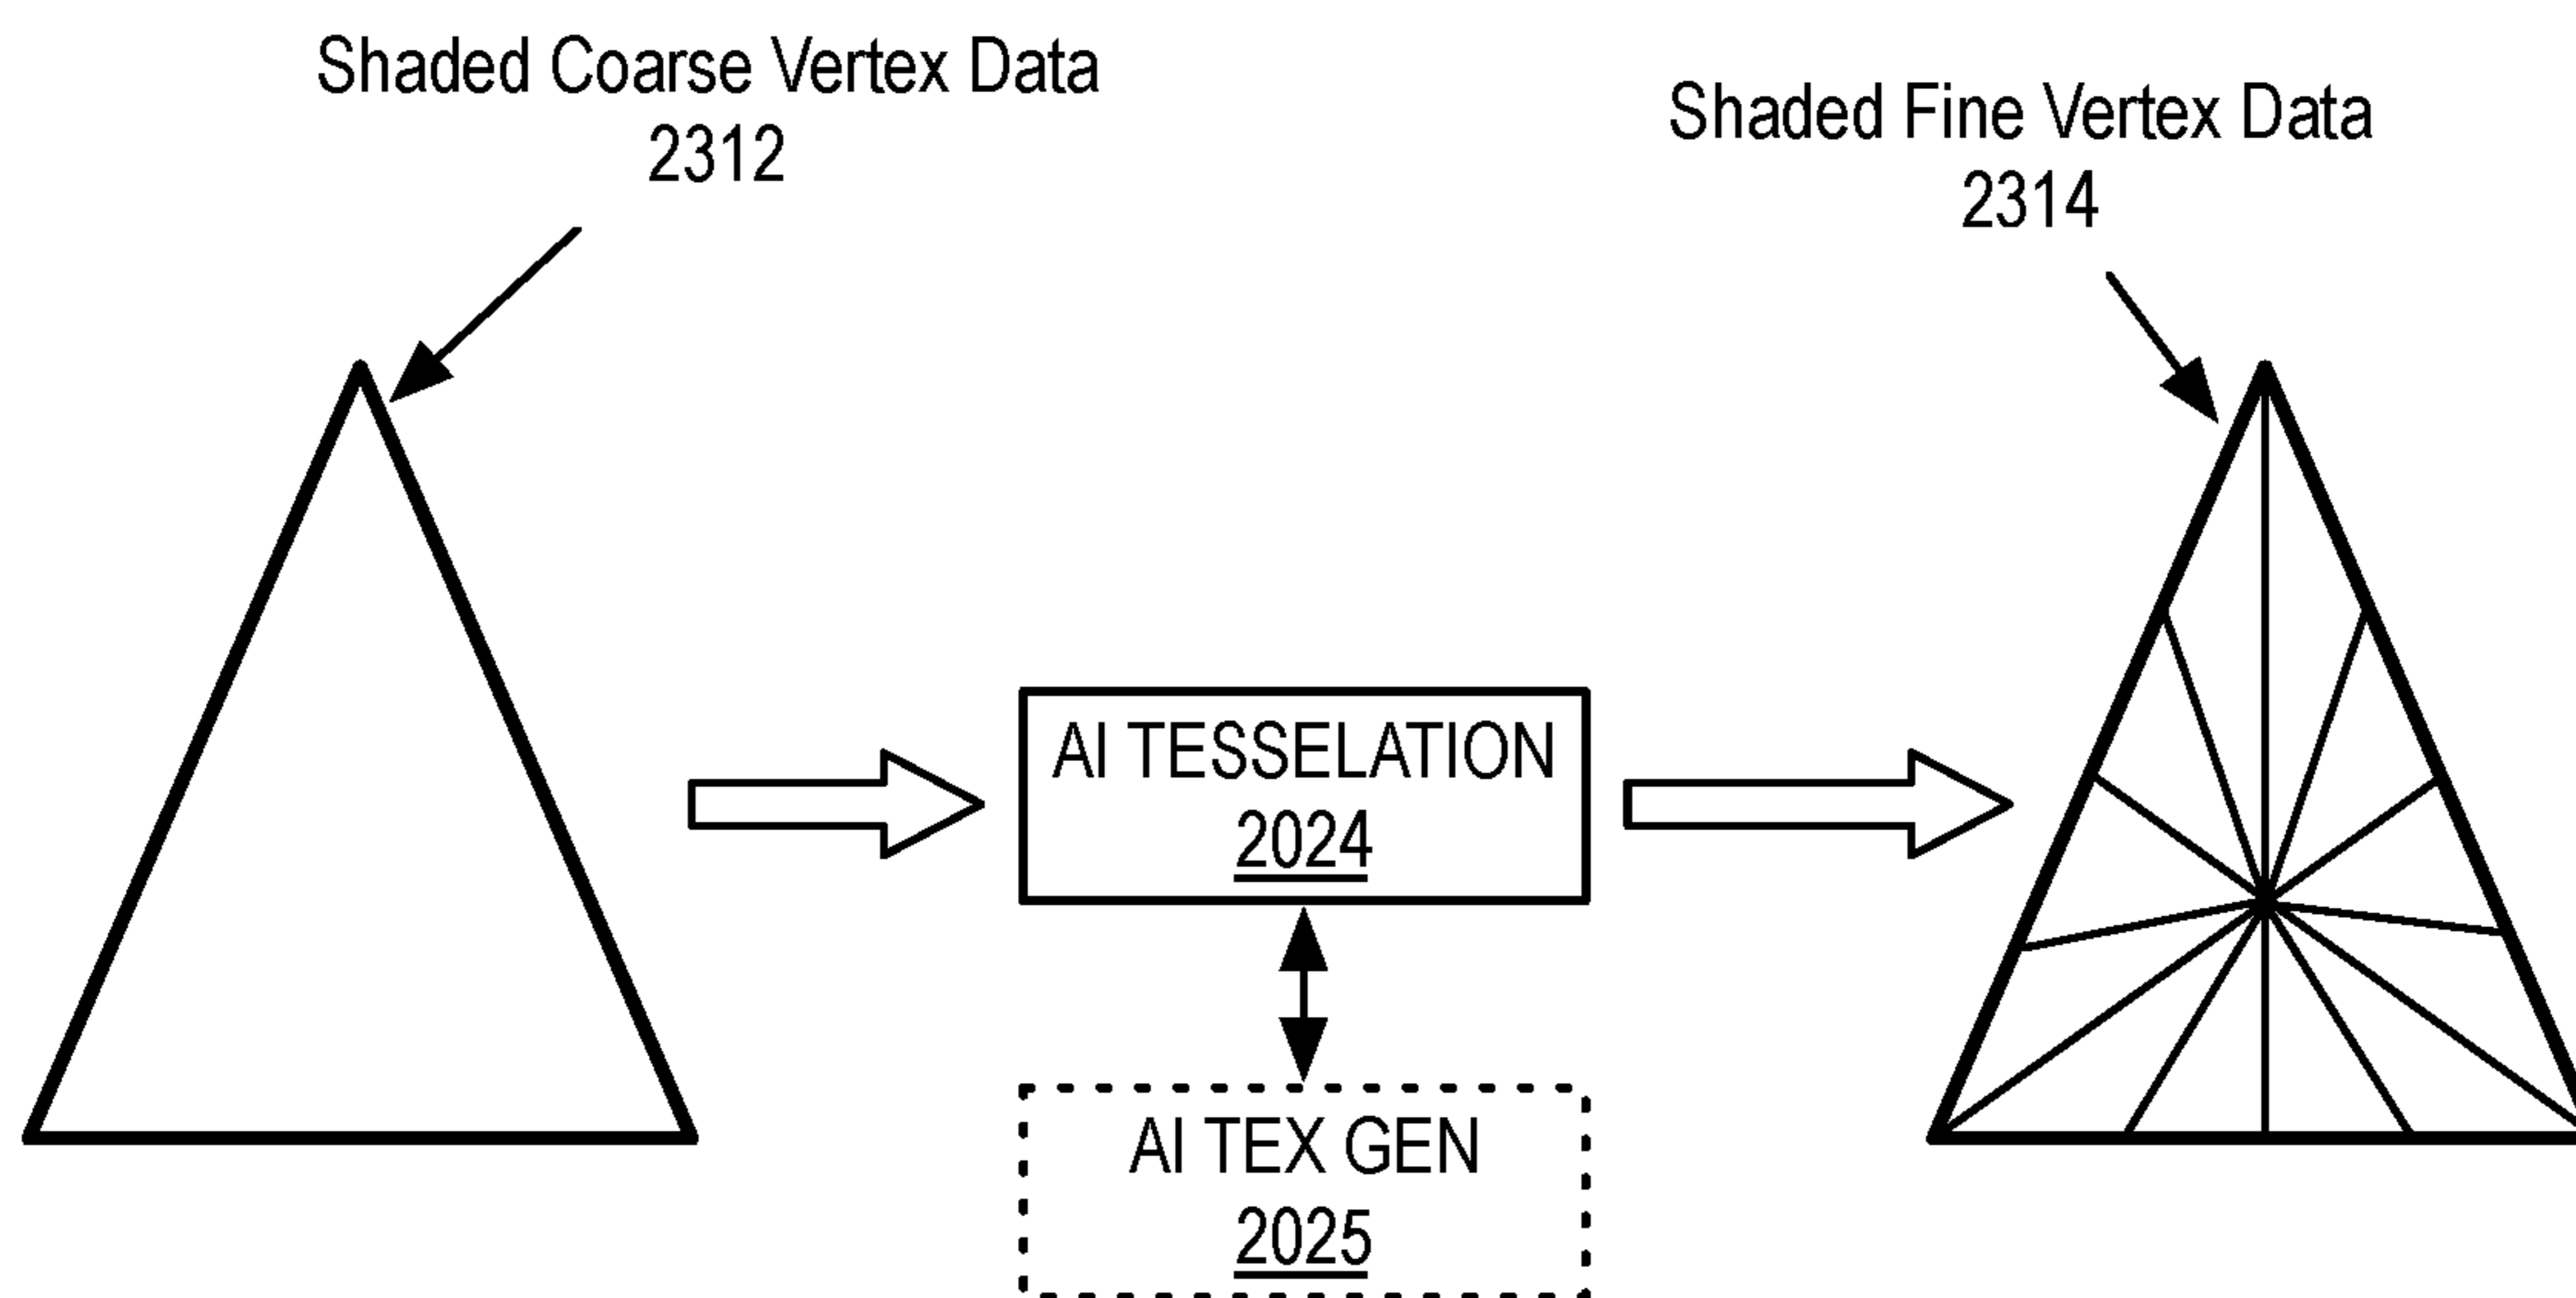 Shaded Coarse Vertex Data
2312
Shaded Fine Vertex Data
2314
AI TESSELATION
2024
AI TEX GEN
2025